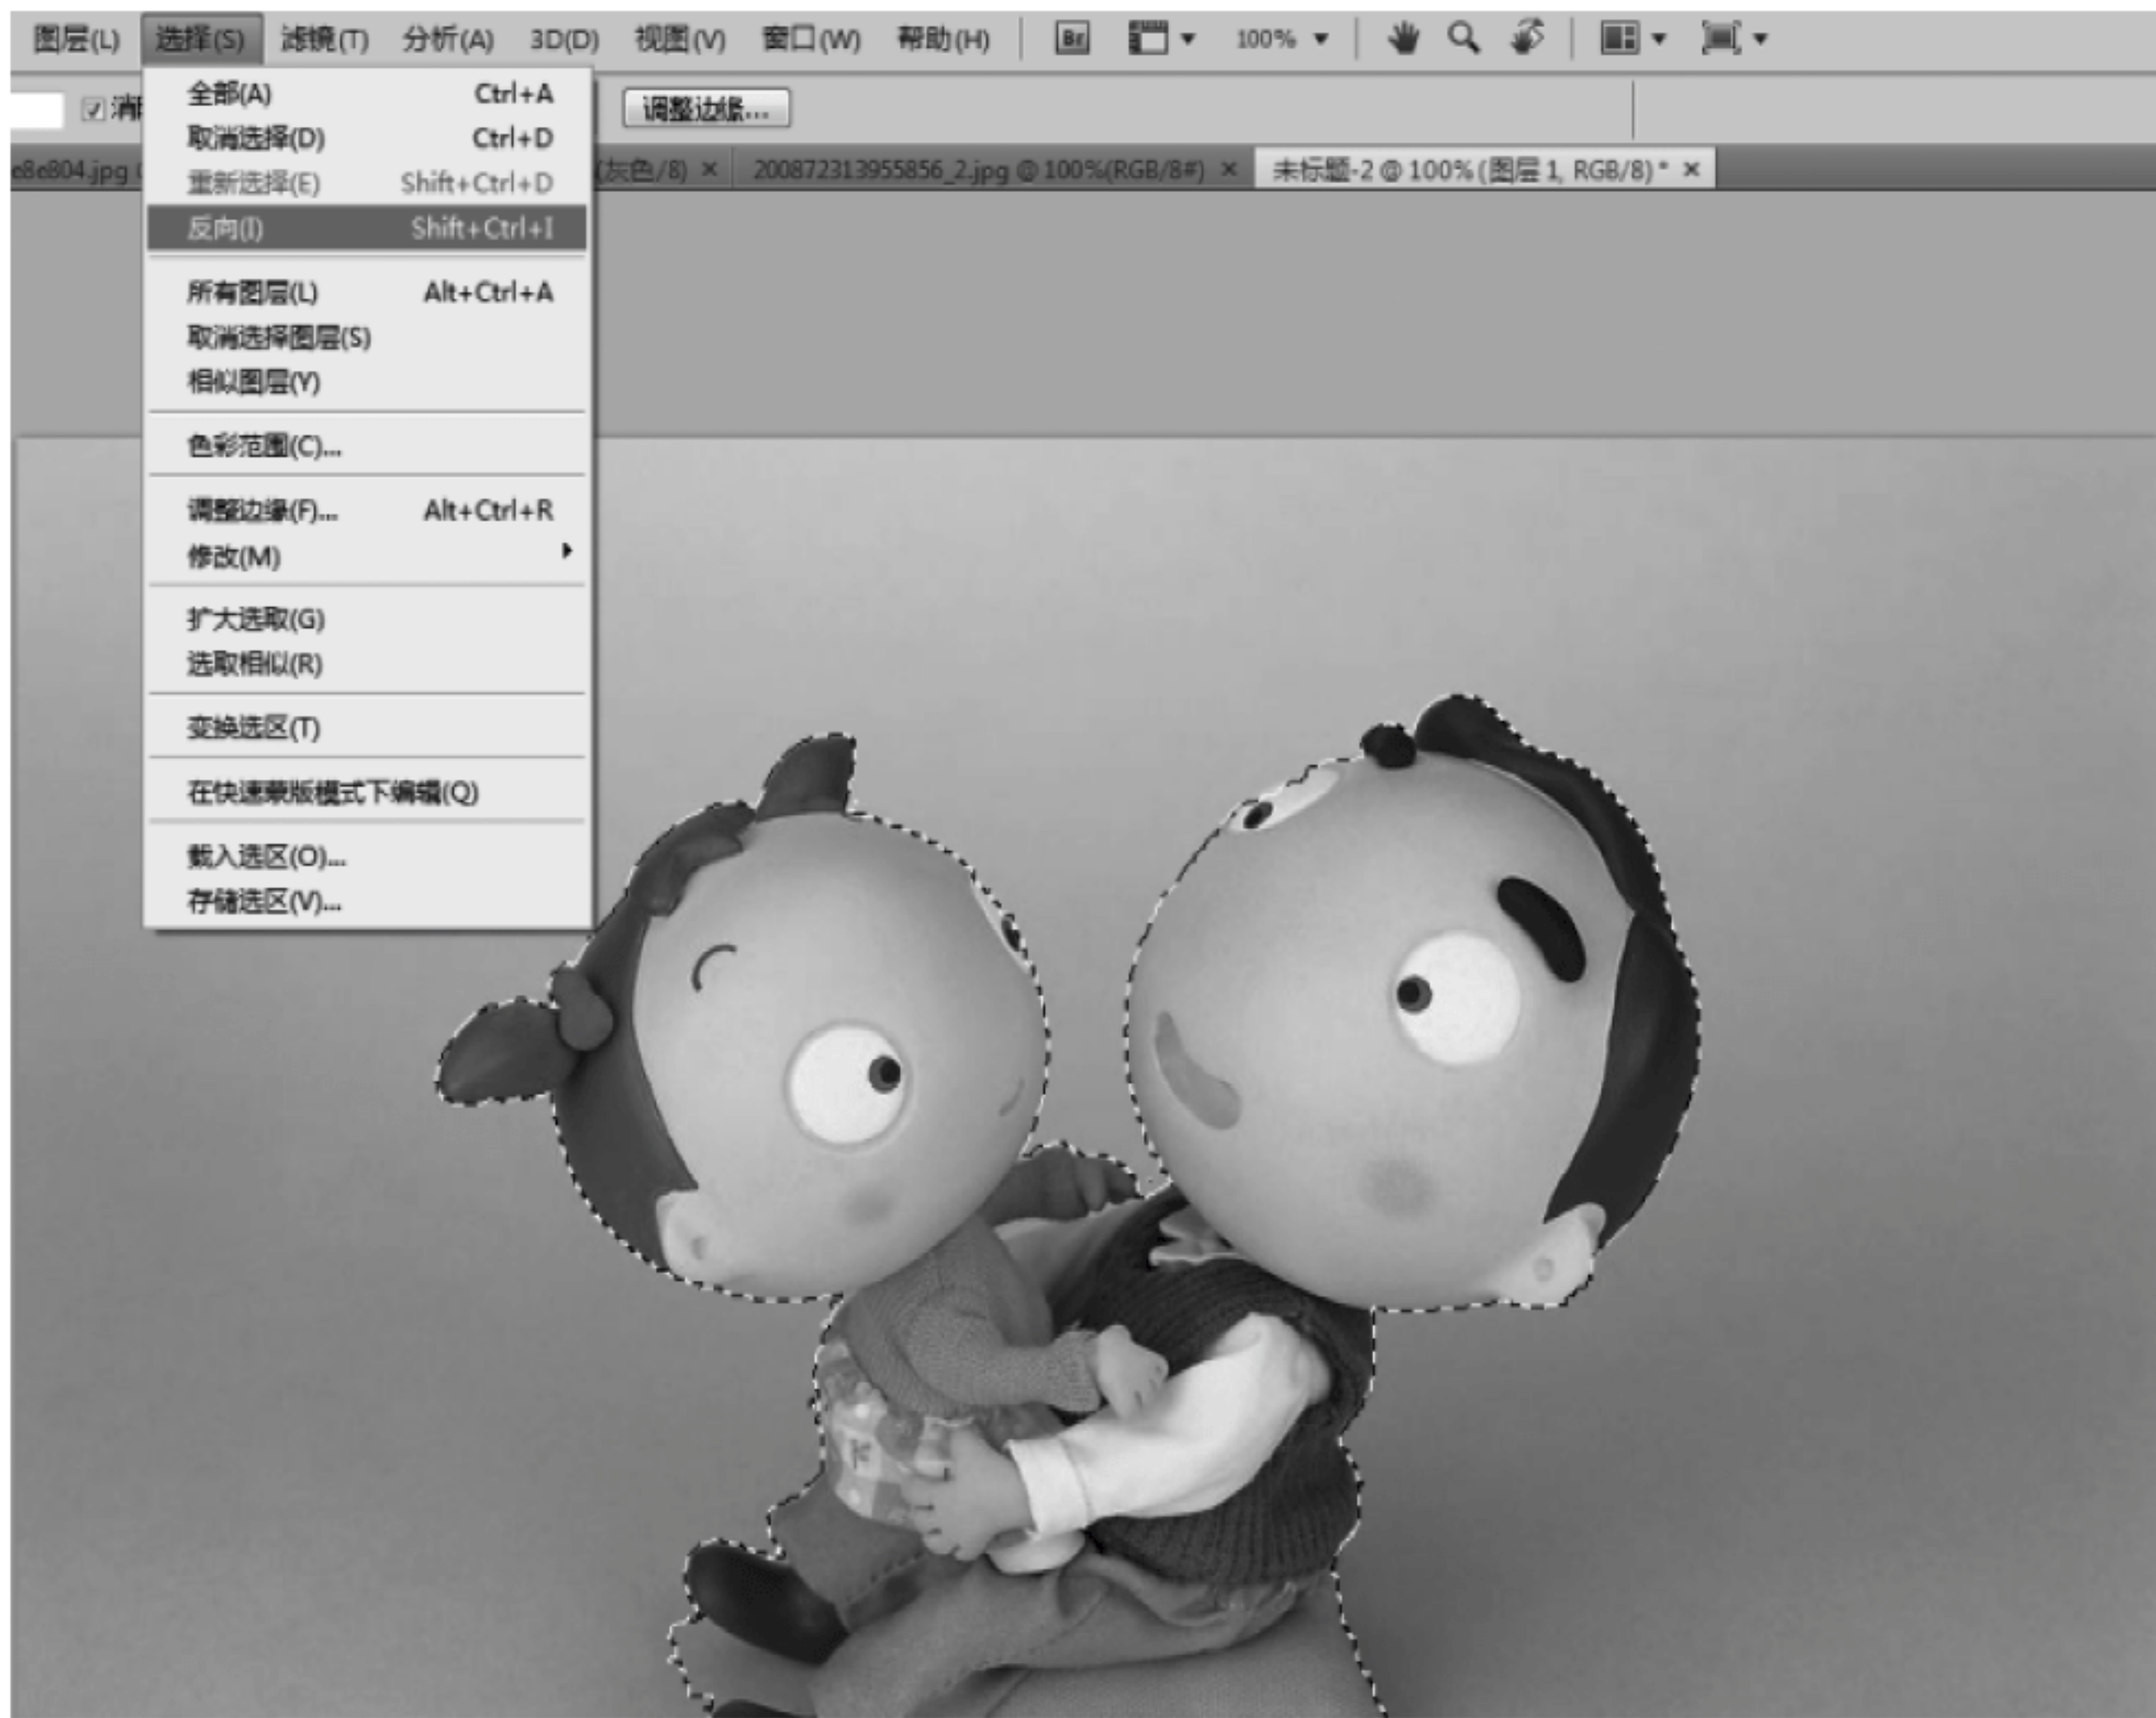 图层(L) 选择(S) 滤镜(T) 分析(A) 3D(D) 视图(V) 窗口(W) 帮助(H) Br 100%
全部(A) Ctrl+A
取消选择(D) Ctrl+D
重新选择(E) Shift+Ctrl+D
反向(I) Shift+Ctrl+I
所有图层(L) Alt+Ctrl+A
取消选择图层(S)
相似图层(Y)
色彩范围(C)...
调整边缘(F)... Alt+Ctrl+R
修改(M)
扩大选取(G)
选取相似(R)
变换选区(T)
在快速蒙版模式下编辑(Q)
载入选区(O)...
存储选区(V)...
消
调整边缘...
e8e804.jpg (灰色/8) × 200872313955856_2.jpg @ 100%(RGB/8#) × 未标题-2 @ 100% (图层 1, RGB/8) * ×